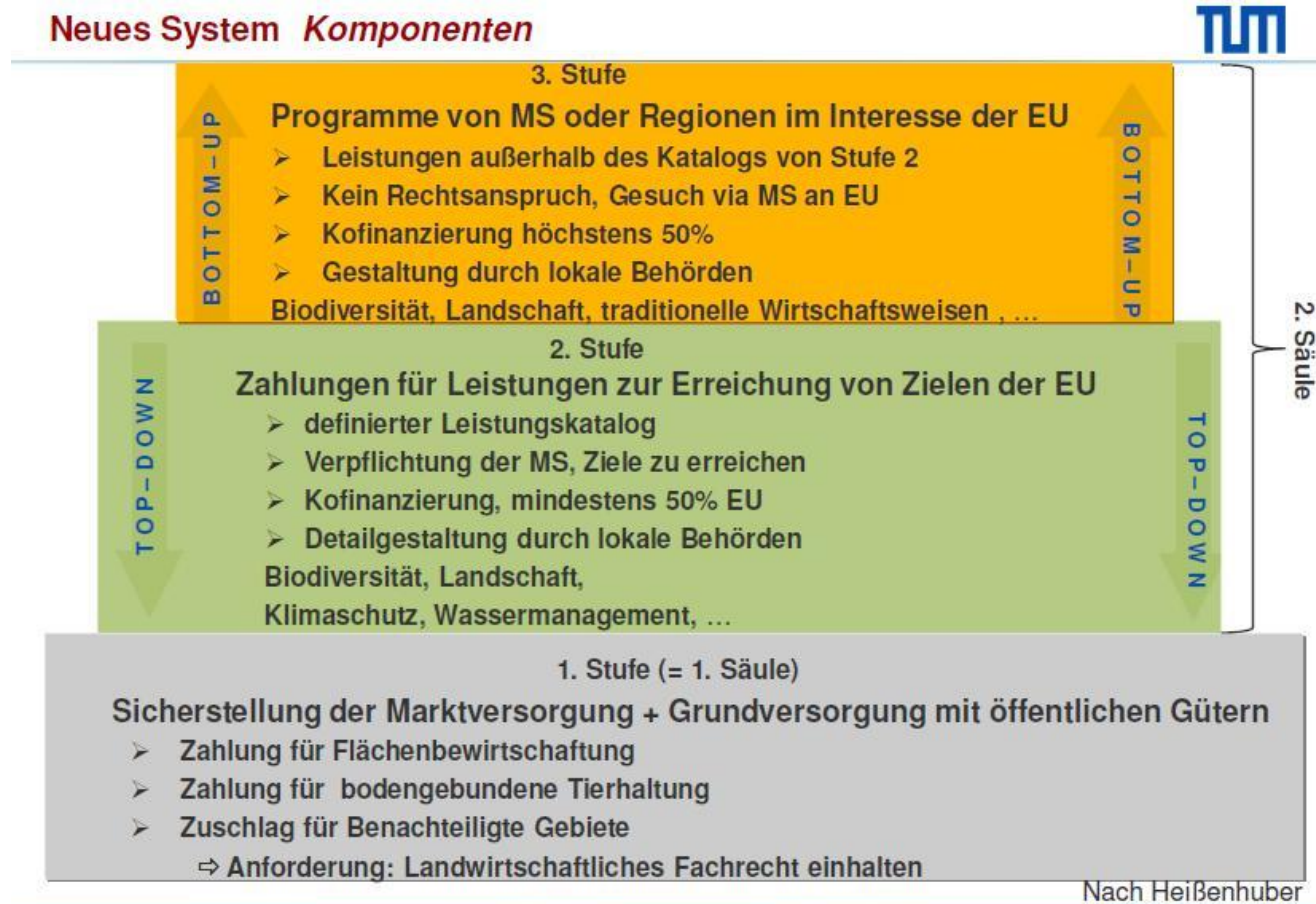 Neues System Komponenten
TUM
3. Stufe
Programme von MS oder Regionen im Interesse der EU
➢ Leistungen außerhalb des Katalogs von Stufe 2
➢ Kein Rechtsanspruch, Gesuch via MS an EU
➢ Kofinanzierung höchstens 50%
➢ Gestaltung durch lokale Behörden
Biodiversität, Landschaft, traditionelle Wirtschaftsweisen , …
BOTTOM–UP
BOTTOM–UP
2. Stufe
Zahlungen für Leistungen zur Erreichung von Zielen der EU
➢ definierter Leistungskatalog
➢ Verpflichtung der MS, Ziele zu erreichen
➢ Kofinanzierung, mindestens 50% EU
➢ Detailgestaltung durch lokale Behörden
Biodiversität, Landschaft,
Klimaschutz, Wassermanagement, …
TOP–DOWN
TOP–DOWN
2. Säule
1. Stufe (= 1. Säule)
Sicherstellung der Marktversorgung + Grundversorgung mit öffentlichen Gütern
➢ Zahlung für Flächenbewirtschaftung
➢ Zahlung für bodengebundene Tierhaltung
➢ Zuschlag für Benachteiligte Gebiete
⇨ Anforderung: Landwirtschaftliches Fachrecht einhalten
Nach Heißenhuber